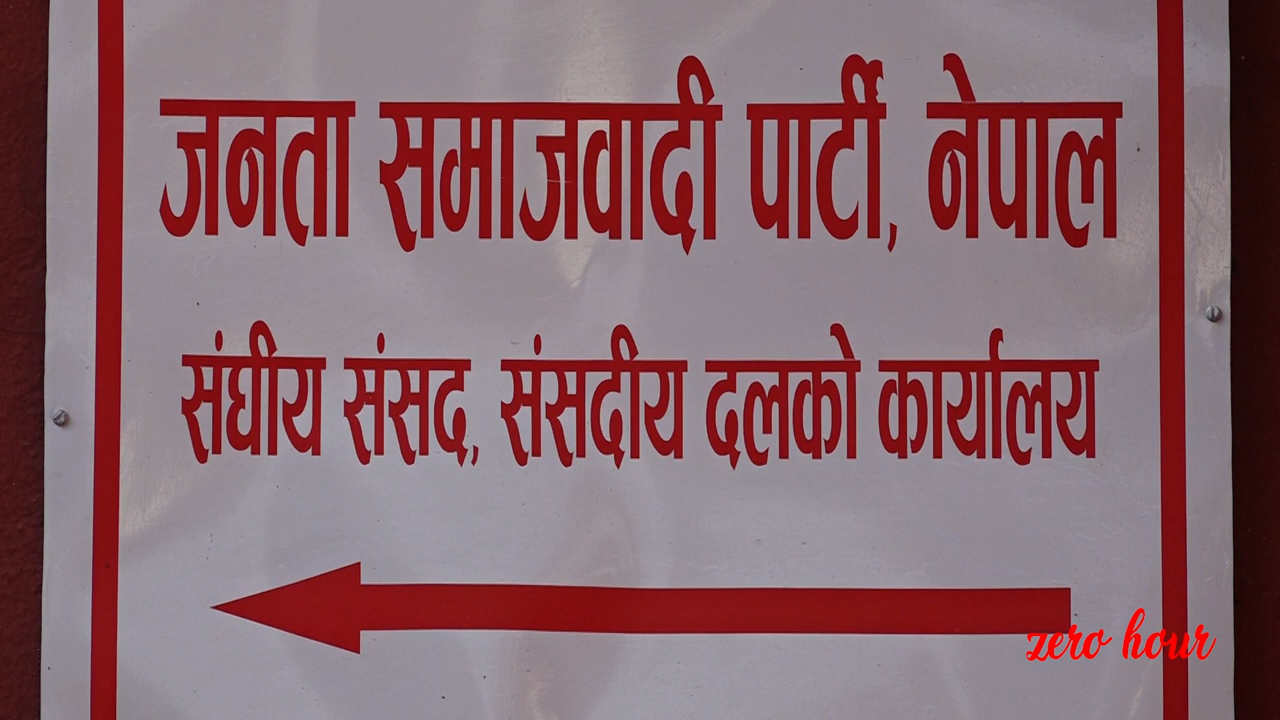 जनता समाजवादी पार्टी, नेपाल
संघीय संसद, संसदीय दलको कार्यालय
zero hour